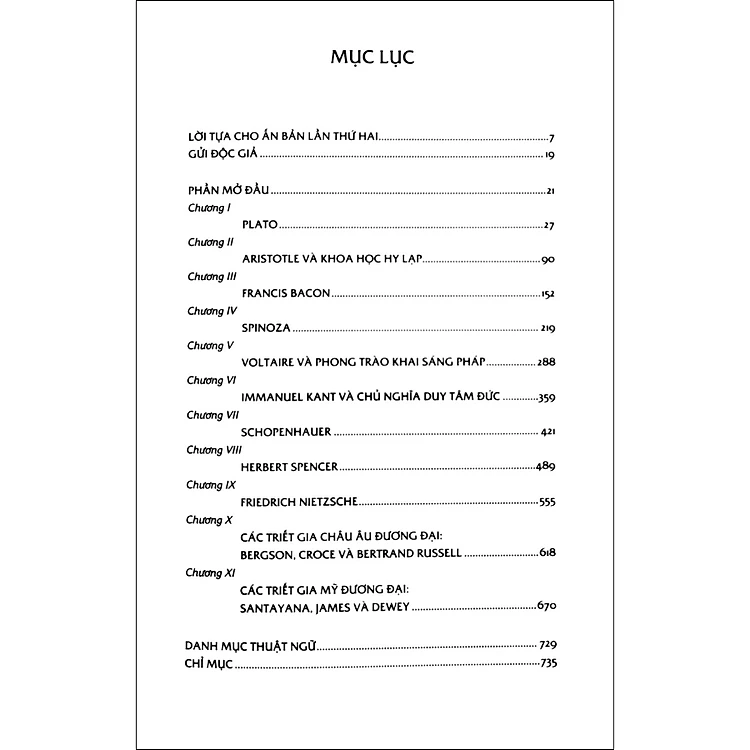 MỤC LỤC
LỜI TỰA CHO ẤN BẢN LẦN THỨ HAI 7
GỬI ĐỘC GIẢ 19
PHẦN MỞ ĐẦU 21
Chương I
PLATO 27
Chương II
ARISTOTLE VÀ KHOA HỌC HY LẠP 90
Chương III
FRANCIS BACON 152
Chương IV
SPINOZA 219
Chương V
VOLTAIRE VÀ PHONG TRÀO KHAI SÁNG PHÁP 288
Chương VI
IMMANUEL KANT VÀ CHỦ NGHĨA DUY TÂM ĐỨC 359
Chương VII
SCHOPENHAUER 421
Chương VIII
HERBERT SPENCER 489
Chương IX
FRIEDRICH NIETZSCHE 555
Chương X
CÁC TRIẾT GIA CHÂU ÂU ĐƯƠNG ĐẠI:
BERGSON, CROCE VÀ BERTRAND RUSSELL 618
Chương XI
CÁC TRIẾT GIA MỸ ĐƯƠNG ĐẠI:
SANTAYANA, JAMES VÀ DEWEY 670
DANH MỤC THUẬT NGỮ 729
CHỈ MỤC 735